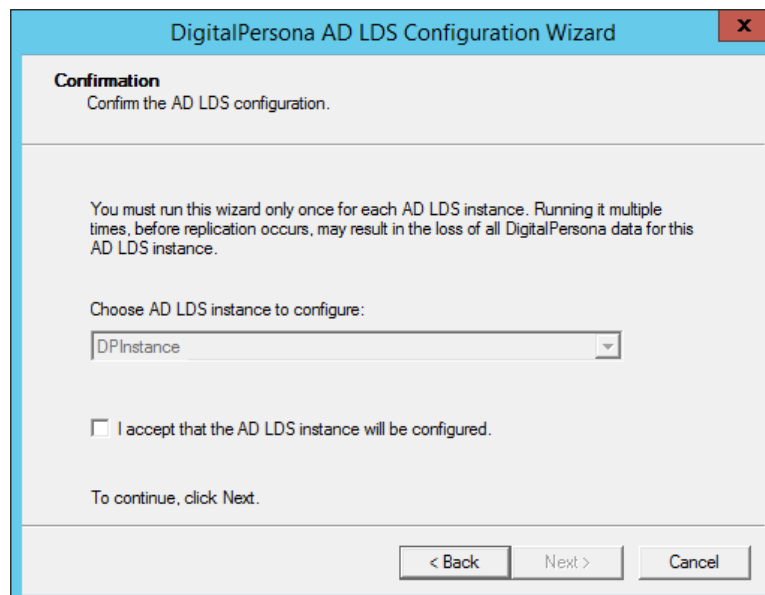 DigitalPersona AD LDS Configuration Wizard
x
Confirmation
Confirm the AD LDS configuration.
You must run this wizard only once for each AD LDS instance. Running it multiple
times, before replication occurs, may result in the loss of all DigitalPersona data for this
AD LDS instance.
Choose AD LDS instance to configure:
DPInstance
I accept that the AD LDS instance will be configured.
To continue, click Next.
< Back Next > Cancel